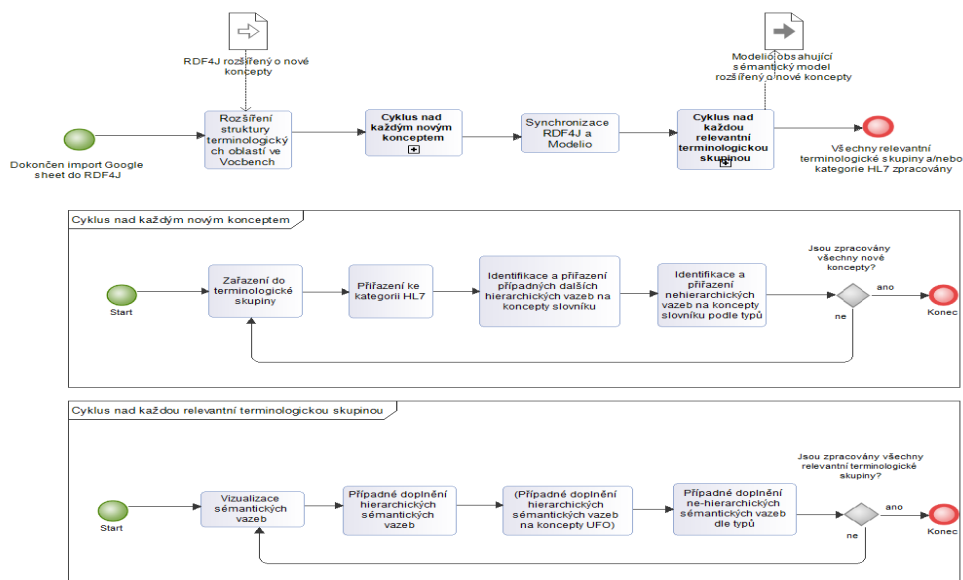 RDF4J rozšířený o nové
koncepty
Modelio obsahující
sémantický model
rozšířený o nové koncepty
Dokončen import Google
sheet do RDF4J
Rozšíření
struktury
terminologický
ch oblastí ve
Vocbench
Cyklus nad
každým novým
konceptem
Synchronizace
RDF4J a
Modelio
Cyklus nad
každou
relevantní
terminologickou
skupinou
Všechny relevantní
terminologické skupiny a/nebo
kategorie HL7 zpracovány
Cyklus nad každým novým konceptem
Start
Zařazení do
terminologické
skupiny
Přiřazení ke
kategorii HL7
Identifikace a přiřazení
případných dalších
hierarchických vazeb na
koncepty slovníku
Identifikace a
přiřazení
nehierarchických
vazeb na koncepty
slovníku podle typů
Jsou zpracovány
všechny nové
koncepty?
ano
ne
Konec
Cyklus nad každou relevantní terminologickou skupinou
Start
Vizualizace
sémantických
vazeb
Případné doplnění
hierarchických
sémantických
vazeb
(Případné doplnění
hierarchických
sémantických vazeb
na koncepty UFO)
Případné doplnění
ne-hierarchických
sémantických vazeb
dle typů
Jsou zpracovány všechny
relevantní terminologické
skupiny?
ano
ne
Konec